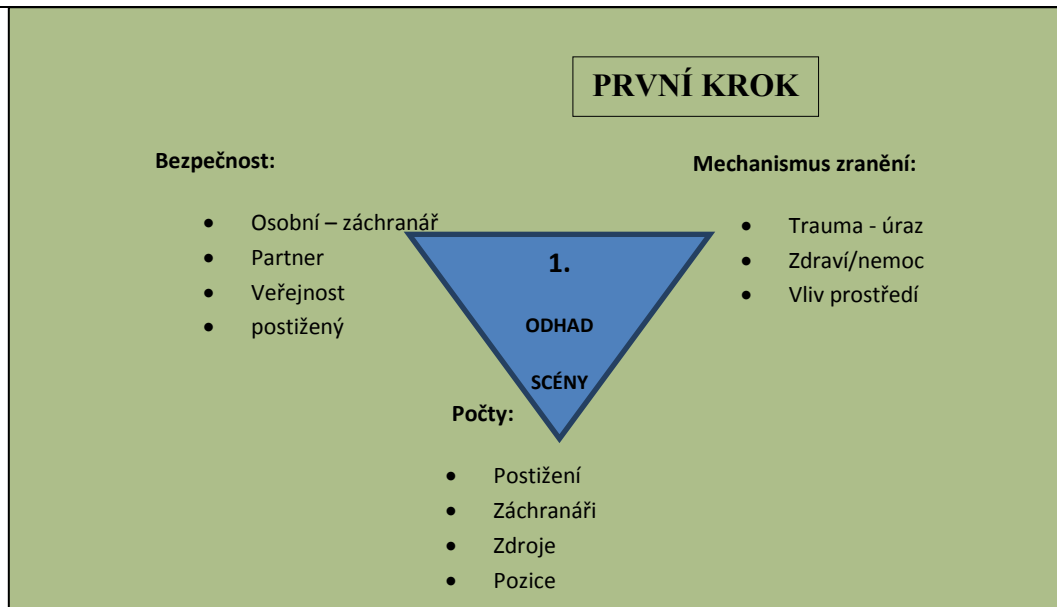 PRVNÍ KROK
Bezpečnost:
• Osobní – záchranář
• Partner
• Veřejnost
• postižený
Mechanismus zranění:
• Trauma - úraz
• Zdraví/nemoc
• Vliv prostředí
1.
ODHAD
SCÉNY
Počty:
• Postižení
• Záchranáři
• Zdroje
• Pozice